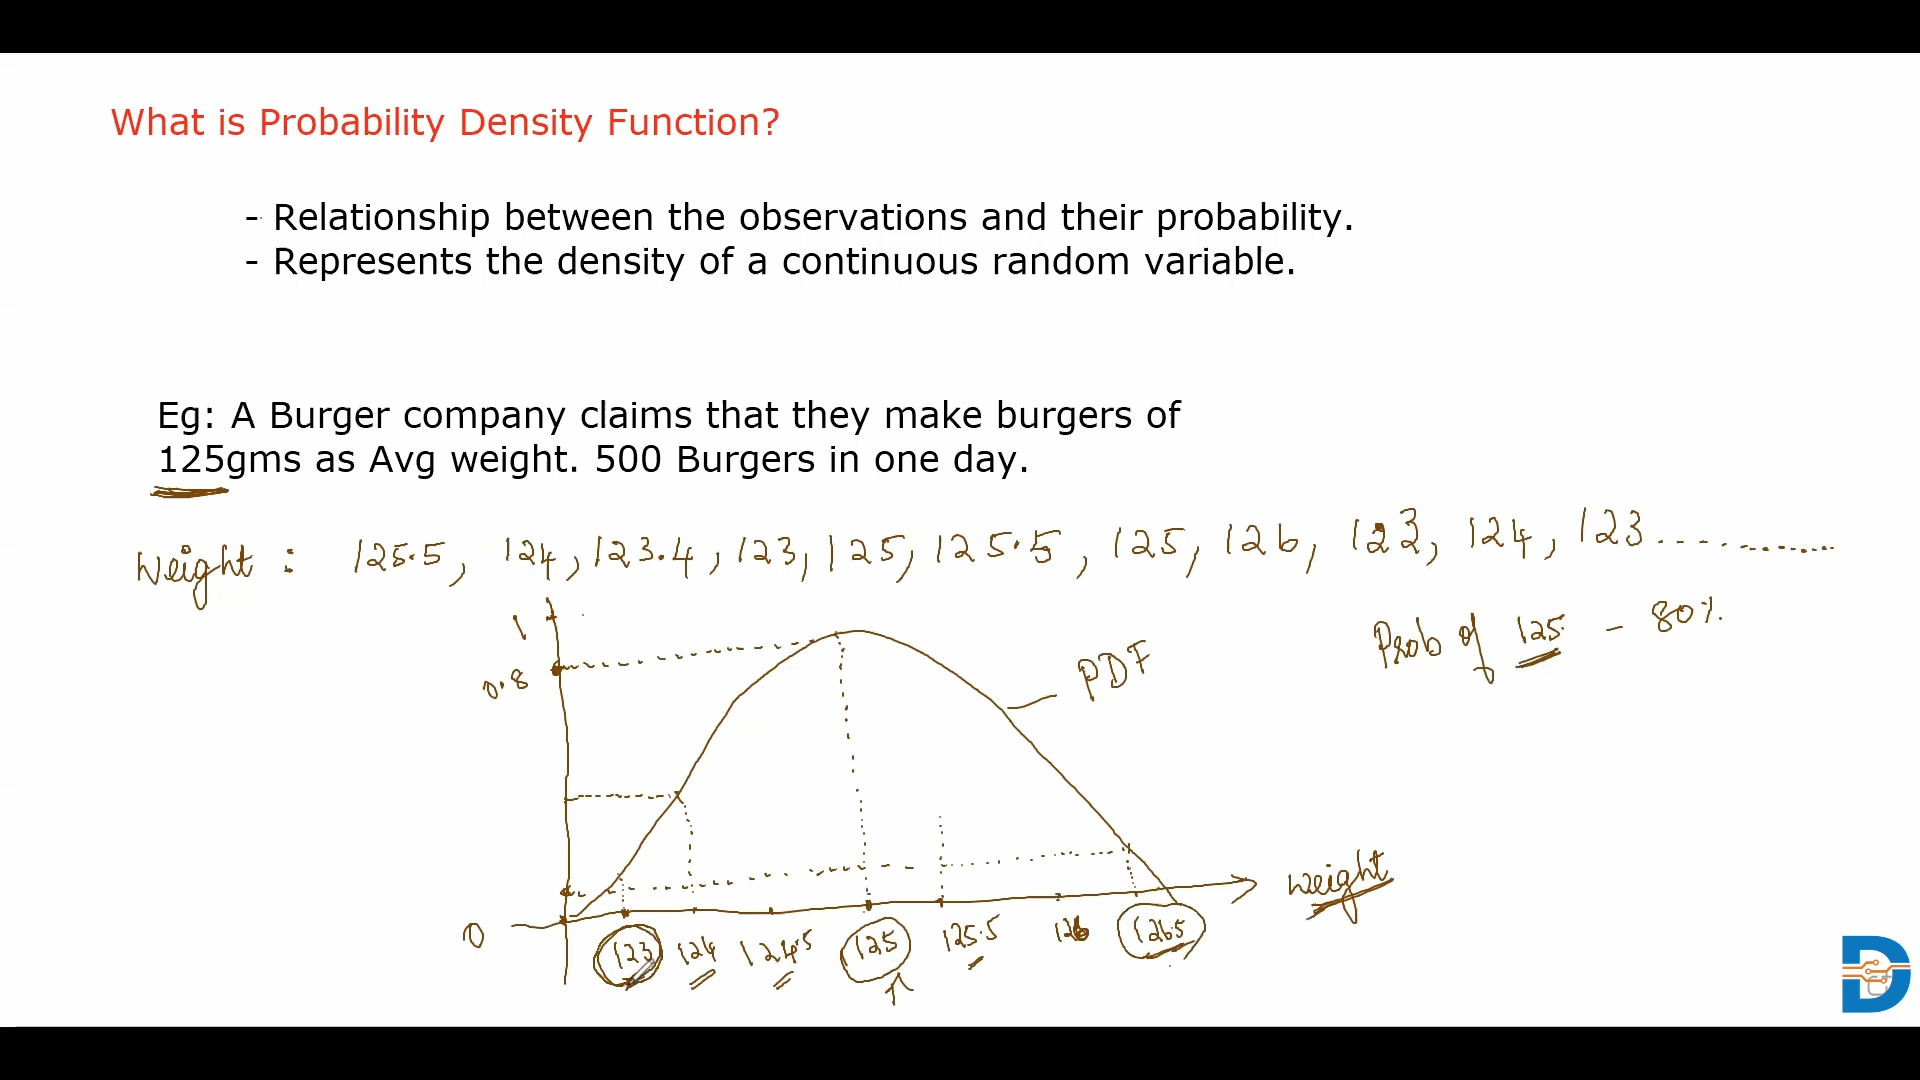 What is Probability Density Function?
- Relationship between the observations and their probability.
- Represents the density of a continuous random variable.
Eg: A Burger company claims that they make burgers of
125gms as Avg weight. 500 Burgers in one day.
Weight : 125.5, 124, 123.4, 123, 125, 125.5, 125, 126, 123, 124, 123...........
Prob of 125 - 80%
1
0.8
PDF
weight
0
123 124 124.5 125 125.5 126 126.5